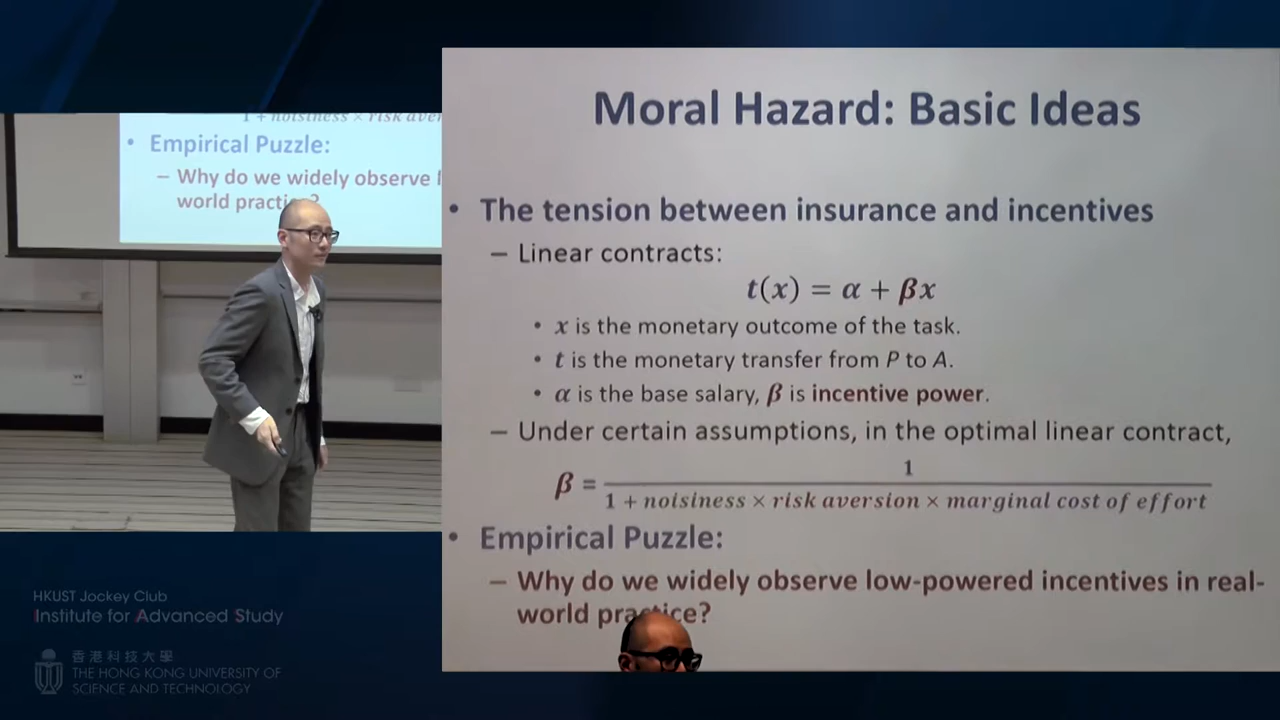 1 + noisiness × risk aver
• Empirical Puzzle:
– Why do we widely observe
world practice?
Moral Hazard: Basic Ideas
• The tension between insurance and incentives
– Linear contracts:
t(x) = α + βx
• x is the monetary outcome of the task.
• t is the monetary transfer from P to A.
• α is the base salary, β is incentive power.
– Under certain assumptions, in the optimal linear contract,
β = 1
1 + noisiness × risk aversion × marginal cost of effort
• Empirical Puzzle:
– Why do we widely observe low-powered incentives in real-
world practice?
HKUST Jockey Club
Institute for Advanced Study
香港科技大學
THE HONG KONG UNIVERSITY OF
SCIENCE AND TECHNOLOGY